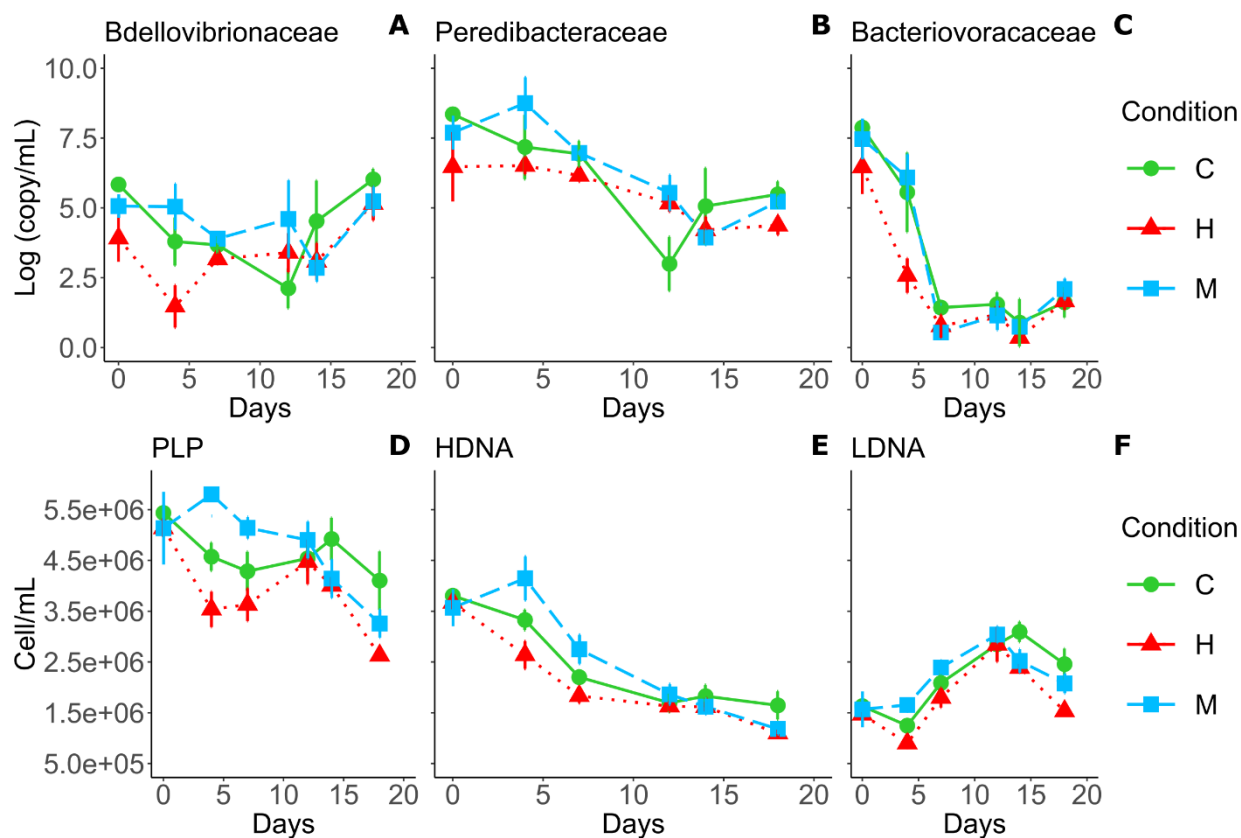 Bdellovibrionaceae A Peredibacteraceae B Bacteriovoracaceae C
10.0
7.5
5.0
2.5
0.0
Log (copy/mL)
0 5 10 15 20 0 5 10 15 20 0 5 10 15 20
Days Days Days
Condition
C
H
M
PLP D HDNA E LDNA F
5.5e+06
4.5e+06
3.5e+06
2.5e+06
1.5e+06
5.0e+05
Cell/mL
0 5 10 15 20 0 5 10 15 20 0 5 10 15 20
Days Days Days
Condition
C
H
M